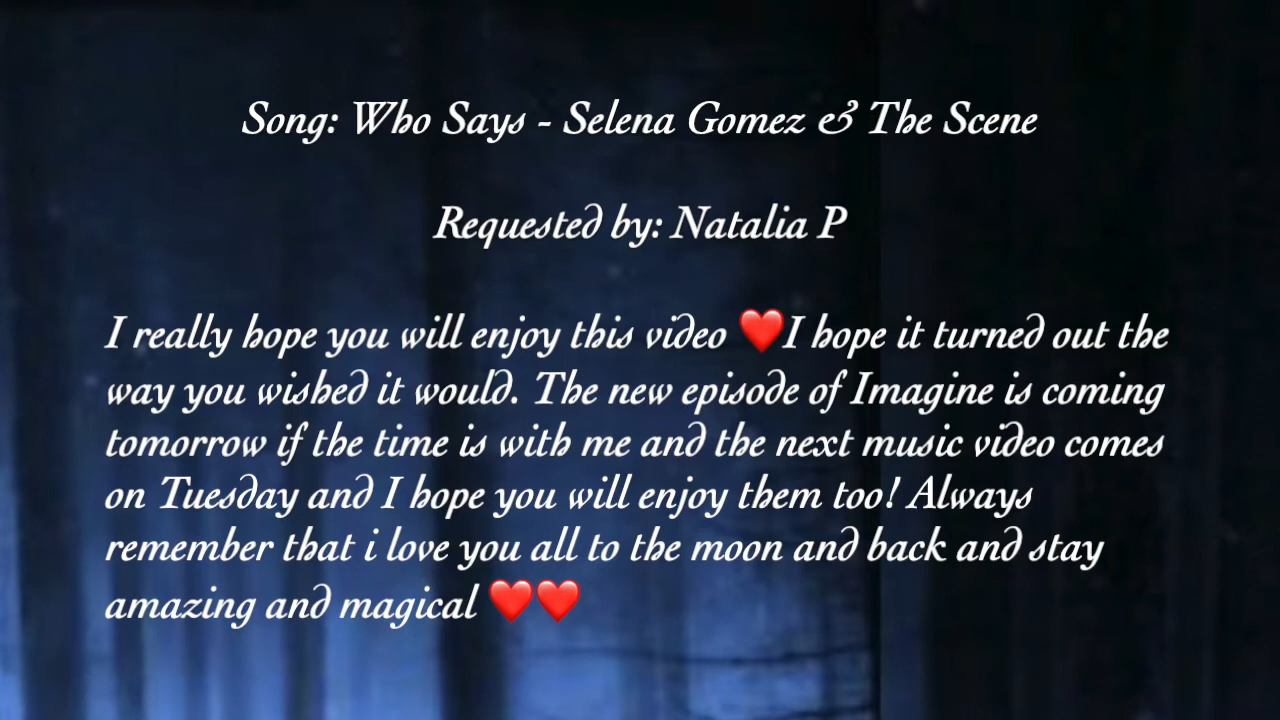 Song: Who Says - Selena Gomez & The Scene
Requested by: Natalia P
I really hope you will enjoy this video ❤️I hope it turned out the
way you wished it would. The new episode of Imagine is coming
tomorrow if the time is with me and the next music video comes
on Tuesday and I hope you will enjoy them too! Always
remember that i love you all to the moon and back and stay
amazing and magical ❤️❤️